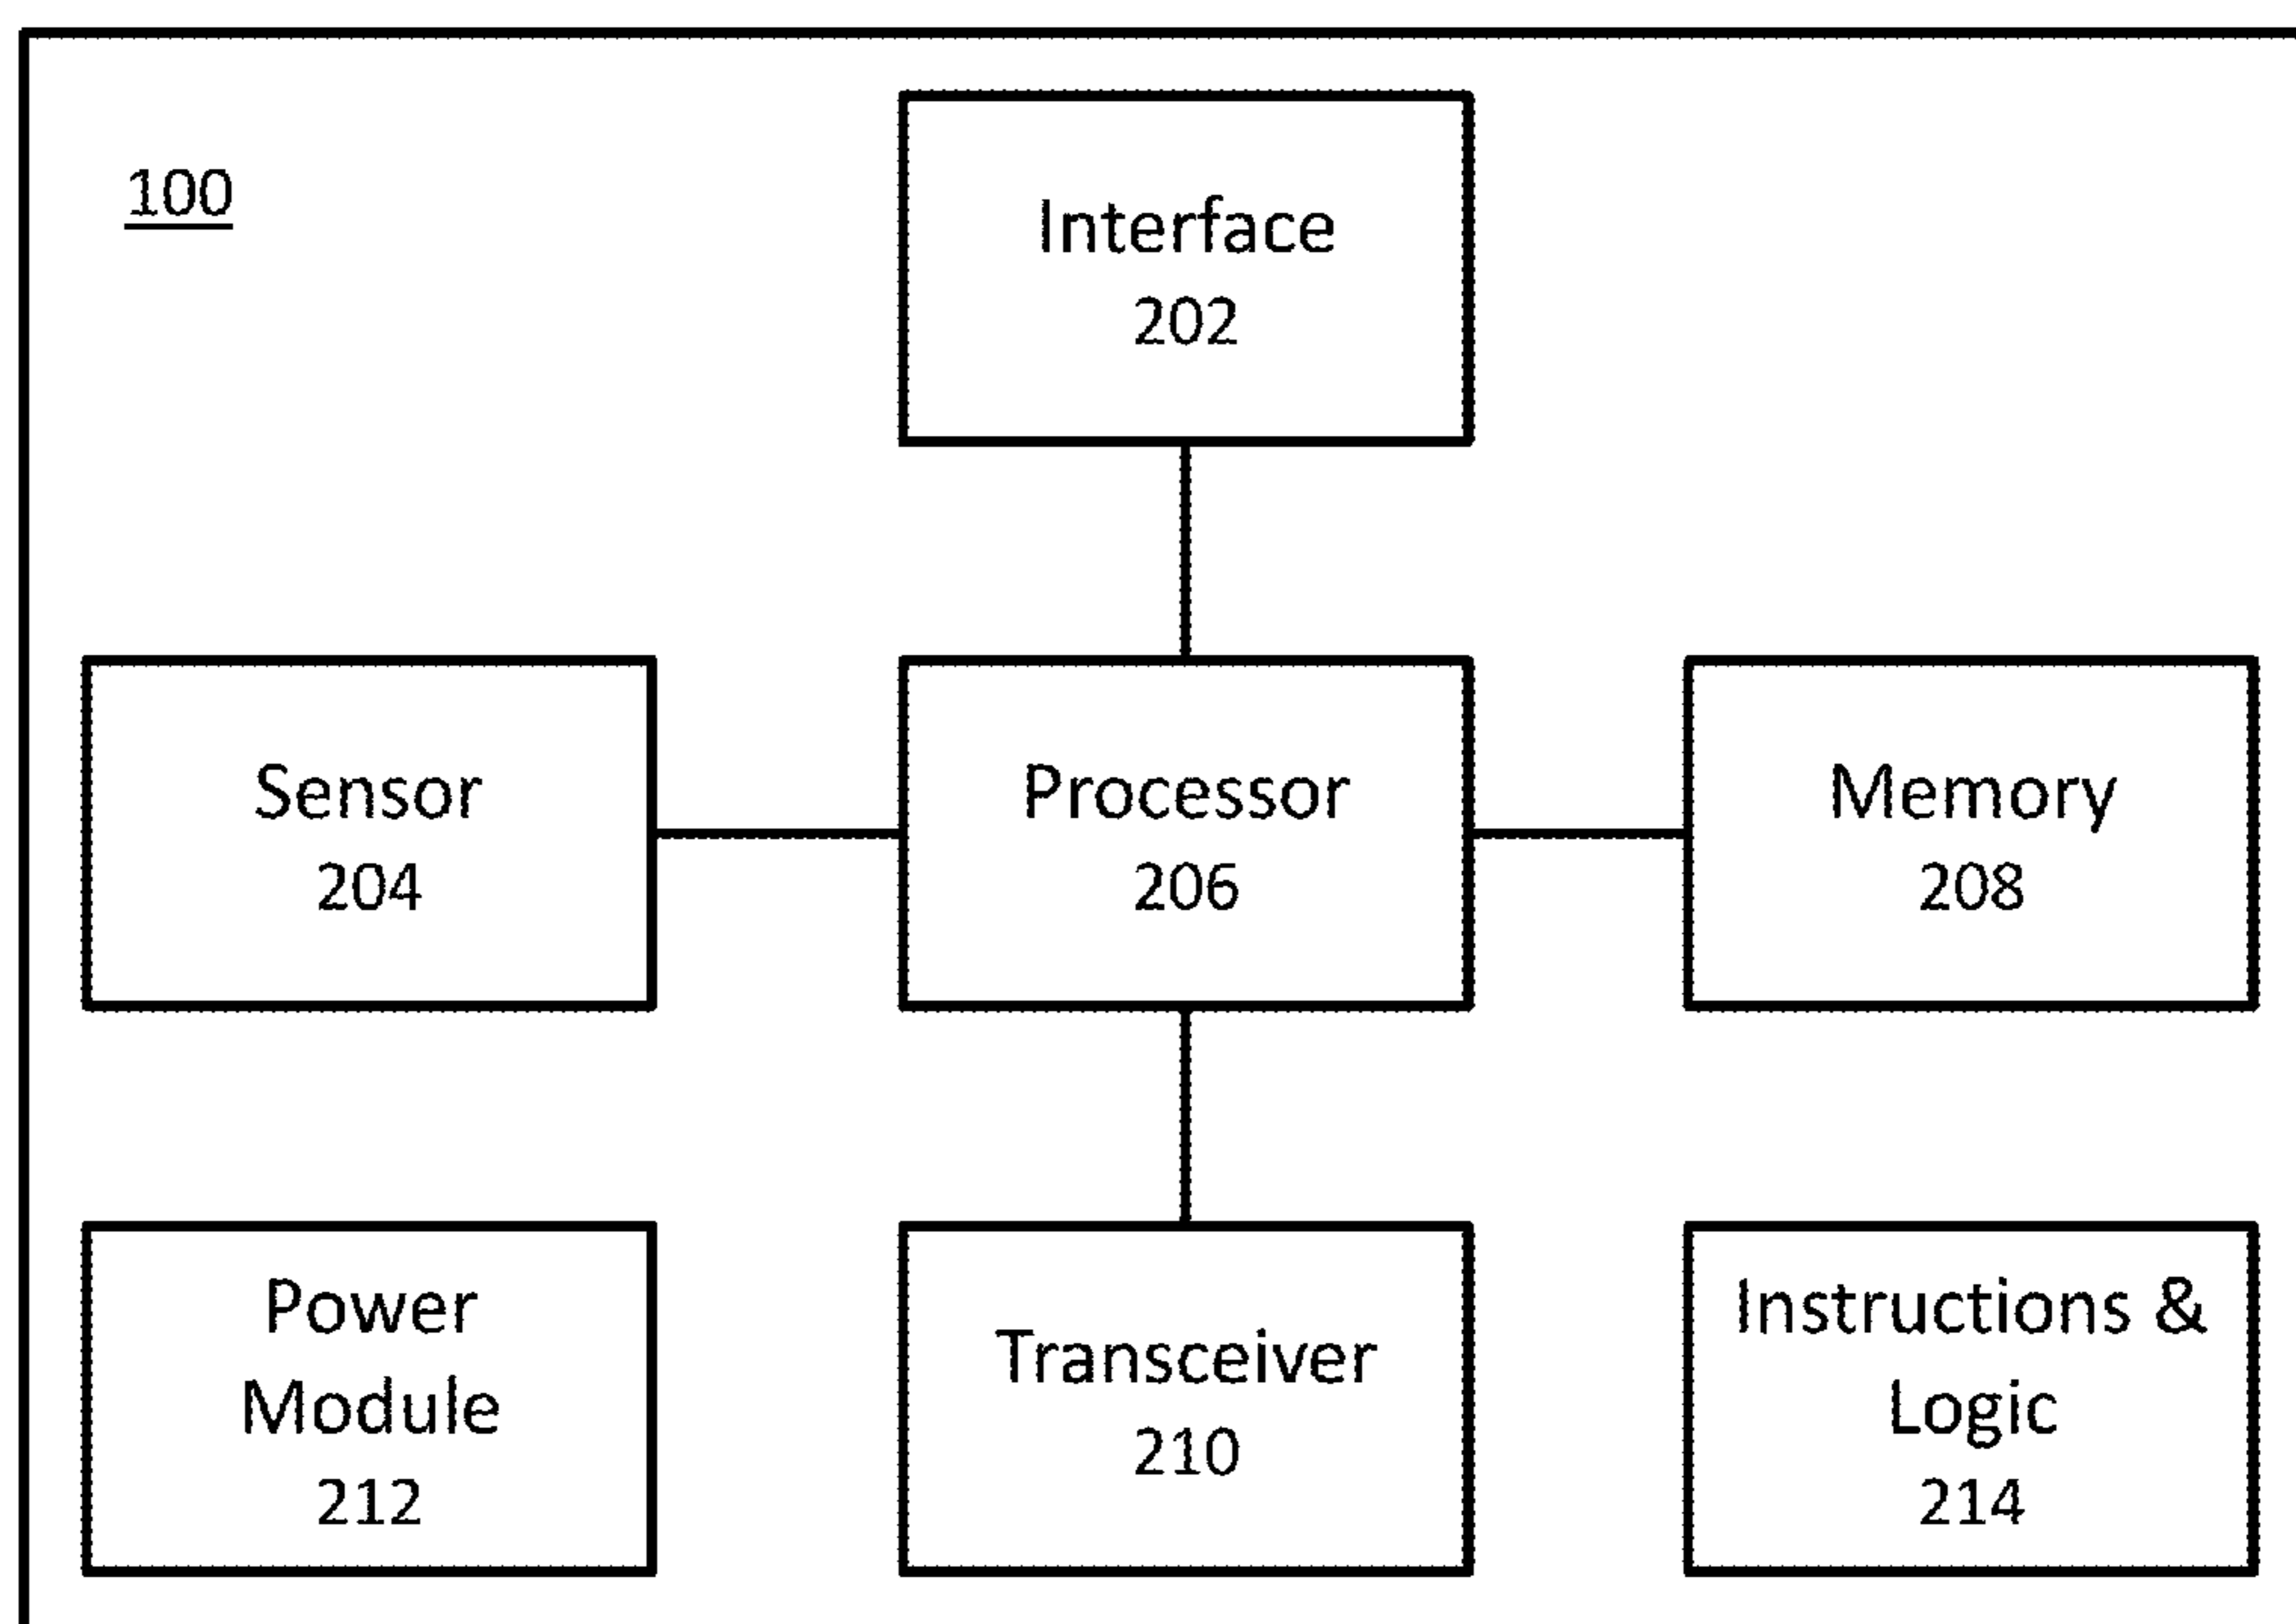 100
Interface
202
Sensor
204
Processor
206
Memory
208
Power
Module
212
Transceiver
210
Instructions &
Logic
214